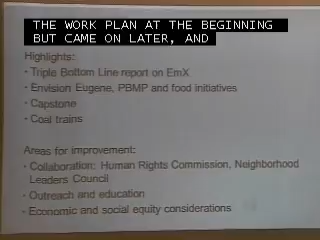 THE WORK PLAN AT THE BEGINNING
BUT CAME ON LATER, AND
Highlights:
· Triple Bottom Line report on EmX
· Envision Eugene, PBMP and food initiatives
· Capstone
· Coal trains
Areas for improvement:
· Collaboration: Human Rights Commission, Neighborhood
Leaders Council
· Outreach and education
· Economic and social equity considerations